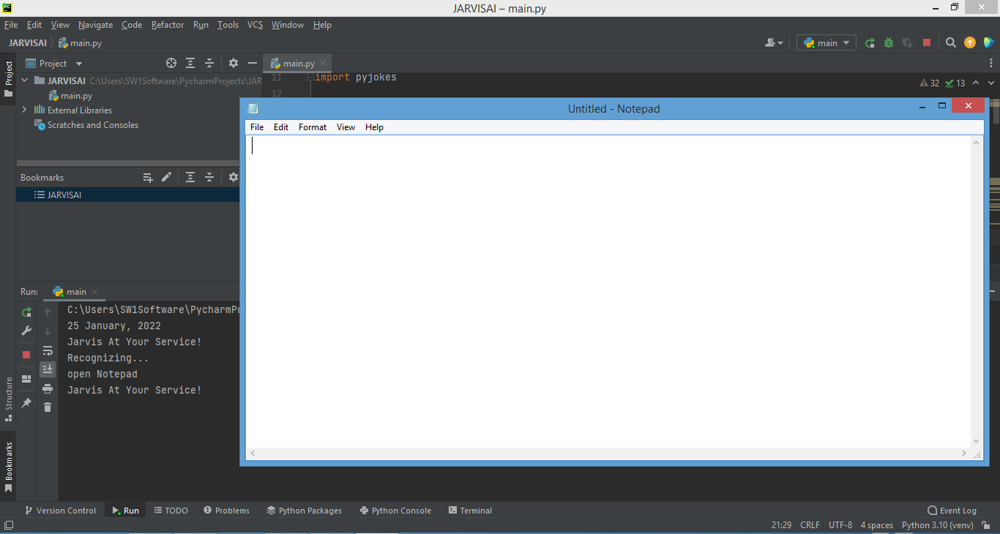 PC
JARVISAI – main.py
File Edit View Navigate Code Refactor Run Tools VCS Window Help
JARVISAI main.py
main
Project
Project
main.py
11 import pyjokes
12
32 13
JARVISAI C:\Users\SW1Software\PycharmProjects\JAR
main.py
External Libraries
Scratches and Consoles
Untitled - Notepad
File Edit Format View Help
Bookmarks
JARVISAI
Run: main
C:\Users\SW1Software\PycharmPr
25 January, 2022
Jarvis At Your Service!
Recognizing...
open Notepad
Jarvis At Your Service!
Structure
Bookmarks
Version Control Run TODO Problems Python Packages Python Console Terminal Event Log
21:29 CRLF UTF-8 4 spaces Python 3.10 (venv)